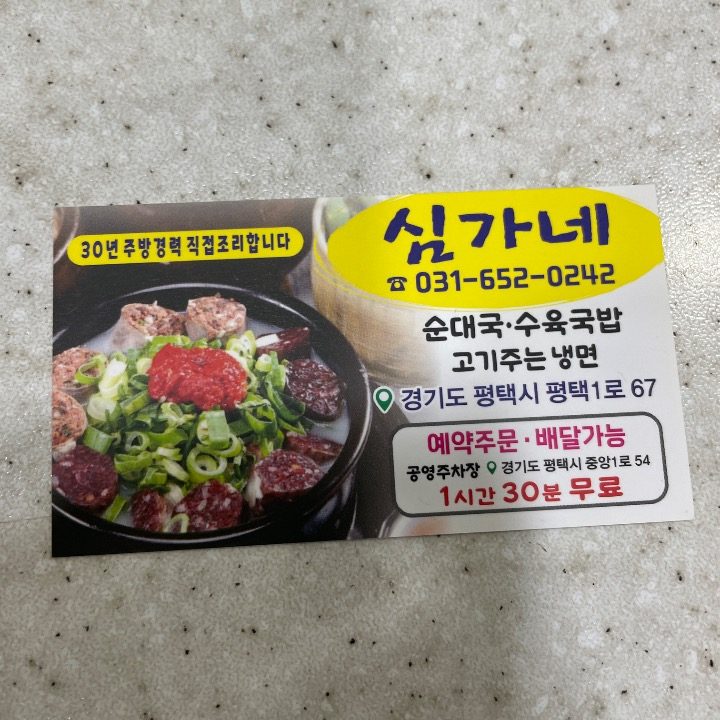 30년 주방경력 직접조리합니다
심가네
☎ 031-652-0242
순대국·수육국밥
고기주는 냉면
경기도 평택시 평택1로 67
예약주문·배달가능
공영주차장 경기도 평택시 중앙1로 54
1시간 30분 무료